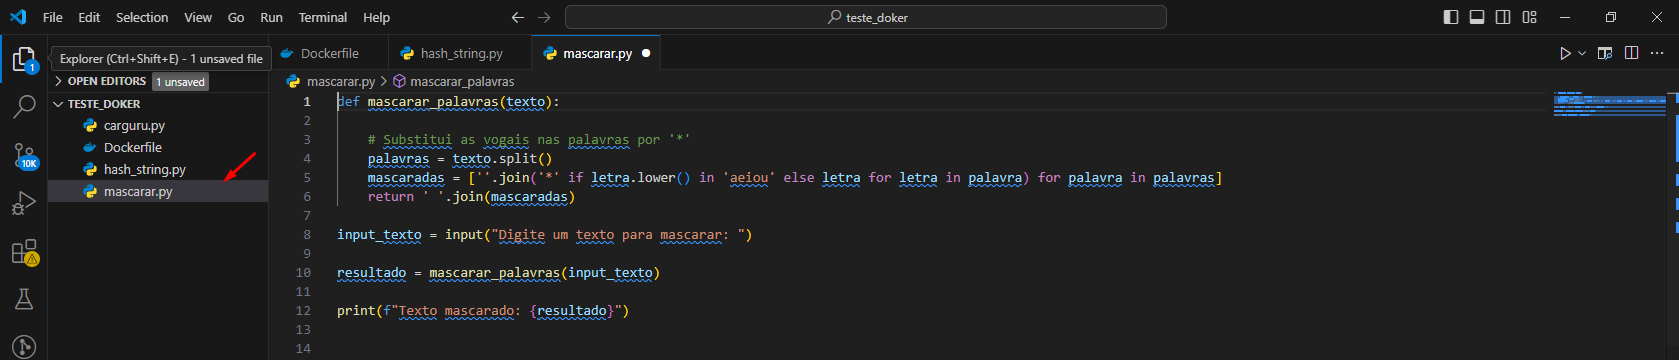 File Edit Selection View Go Run Terminal Help
teste_doker
Explorer (Ctrl+Shift+E) - 1 unsaved file
1
OPEN EDITORS 1 unsaved
TESTE_DOKER
carguru.py
Dockerfile
hash_string.py
mascarar.py
10K
Dockerfile hash_string.py mascarar.py
mascarar.py > mascarar_palavras
1 def mascarar_palavras(texto):
2
3 # Substitui as vogais nas palavras por '*'
4 palavras = texto.split()
5 mascaradas = [''.join('*' if letra.lower() in 'aeiou' else letra for letra in palavra) for palavra in palavras]
6 return ' '.join(mascaradas)
7
8 input_texto = input("Digite um texto para mascarar: ")
9
10 resultado = mascarar_palavras(input_texto)
11
12 print(f"Texto mascarado: {resultado}")
13
14